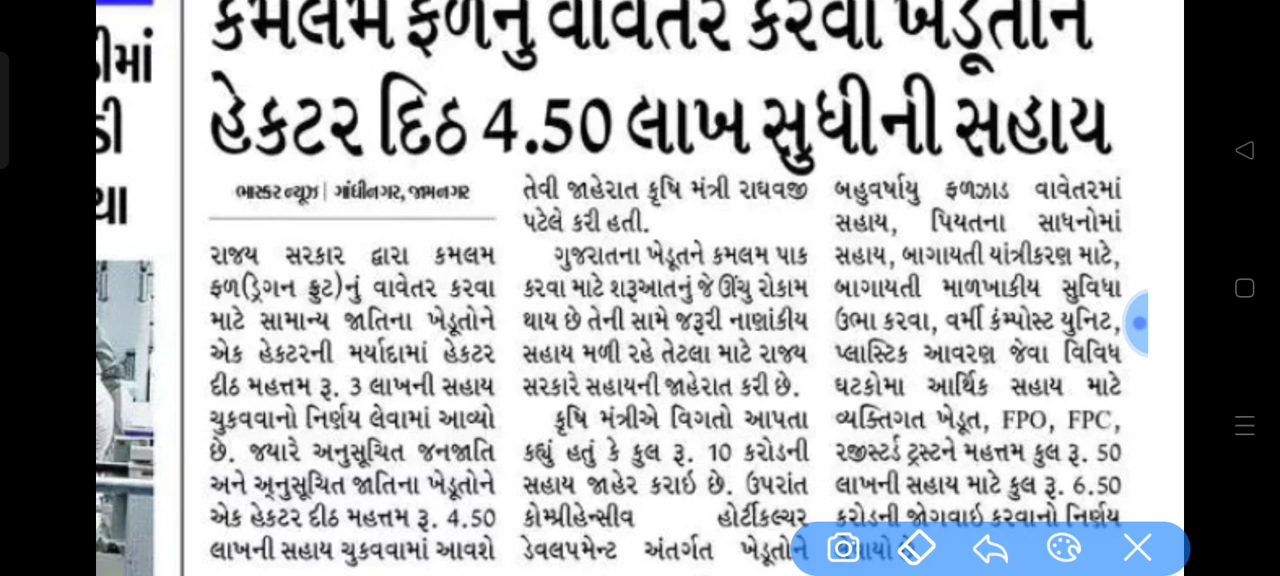 કમલમ ફળનું વાવેતર કરવા ખેડૂતોને
હેકટર દિઠ 4.50 લાખ સુધીની સહાય
ભાસ્કર ન્યૂઝ | ગાંધીનગર, જામનગર
રાજ્ય સરકાર દ્વારા કમલમ
ફળ(ડ્રિગન ફ્રુટ)નું વાવેતર કરવા
માટે સામાન્ય જાતિના ખેડૂતોને
એક હેકટરની મર્યાદામાં હેકટર
દીઠ મહત્તમ રૂ. 3 લાખની સહાય
ચુકવવાનો નિર્ણય લેવામાં આવ્યો
છે. જ્યારે અનુસૂચિત જનજાતિ
અને અનુસૂચિત જાતિના ખેડૂતોને
એક હેકટર દીઠ મહત્તમ રૂ. 4.50
લાખની સહાય ચુકવવામાં આવશે
તેવી જાહેરાત કૃષિ મંત્રી રાઘવજી
પટેલે કરી હતી.
ગુજરાતના ખેડૂતને કમલમ પાક
કરવા માટે શરૂઆતનું જે ઊંચુ રોકામ
થાય છે તેની સામે જરૂરી નાણાંકીય
સહાય મળી રહે તેટલા માટે રાજ્ય
સરકારે સહાયની જાહેરાત કરી છે.
કૃષિ મંત્રીએ વિગતો આપતા
કહ્યું હતું કે કુલ રૂ. 10 કરોડની
સહાય જાહેર કરાઇ છે. ઉપરાંત
કોમ્પ્રીહેન્સીવ હોર્ટીકલ્ચર
ડેવલપમેન્ટ અંતર્ગત ખેડૂતોને
બહુવર્ષાયુ ફળઝાડ વાવેતરમાં
સહાય, પિયતના સાધનોમાં
સહાય, બાગાયતી યાંત્રીકરણ માટે,
બાગાયતી માળખાકીય સુવિધા
ઉભા કરવા, વર્મી કંમ્પોસ્ટ યુનિટ,
પ્લાસ્ટિક આવરણ જેવા વિવિધ
ઘટકોમા આર્થિક સહાય માટે
વ્યક્તિગત ખેડૂત, FPO, FPC,
રજીસ્ટર્ડ ટ્રસ્ટને મહત્તમ કુલ રૂ. 50
લાખની સહાય માટે કુલ રૂ. 6.50
કરોડની જોગવાઇ કરવાનો નિર્ણય